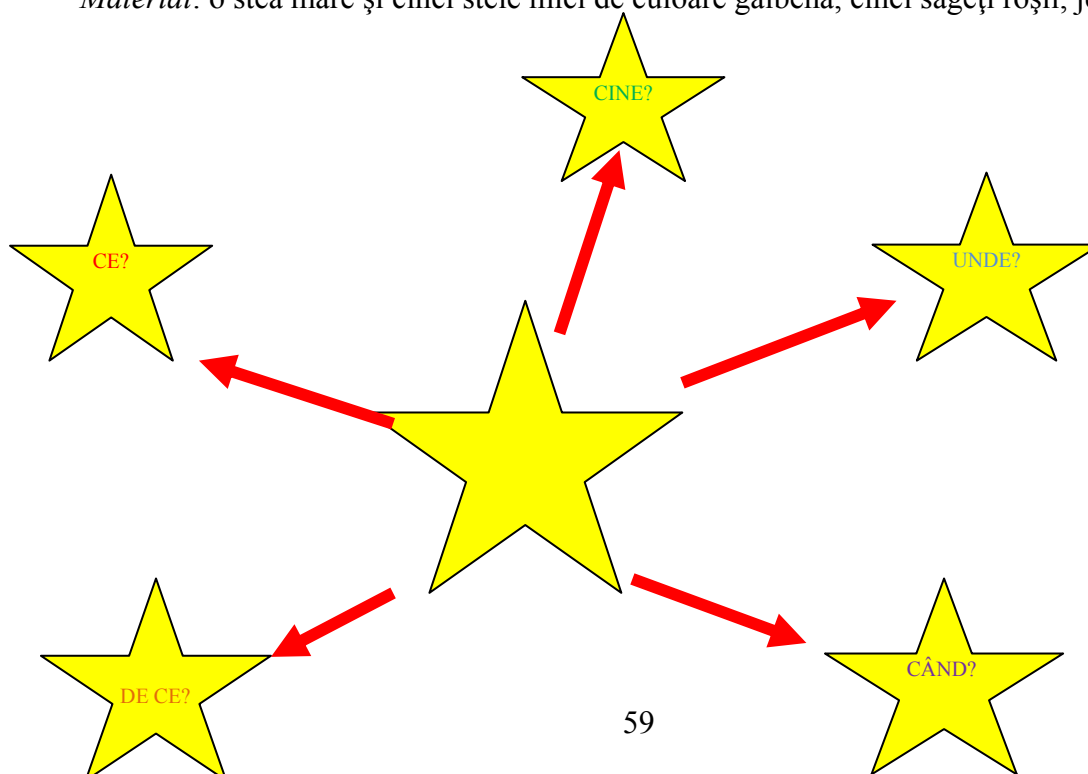 Material: o stea mare şi cinci stele mici de culoare galbenă, cinci săgeţi roşii,
CINE?
CE?
UNDE?
DE CE?
CÂND?
59